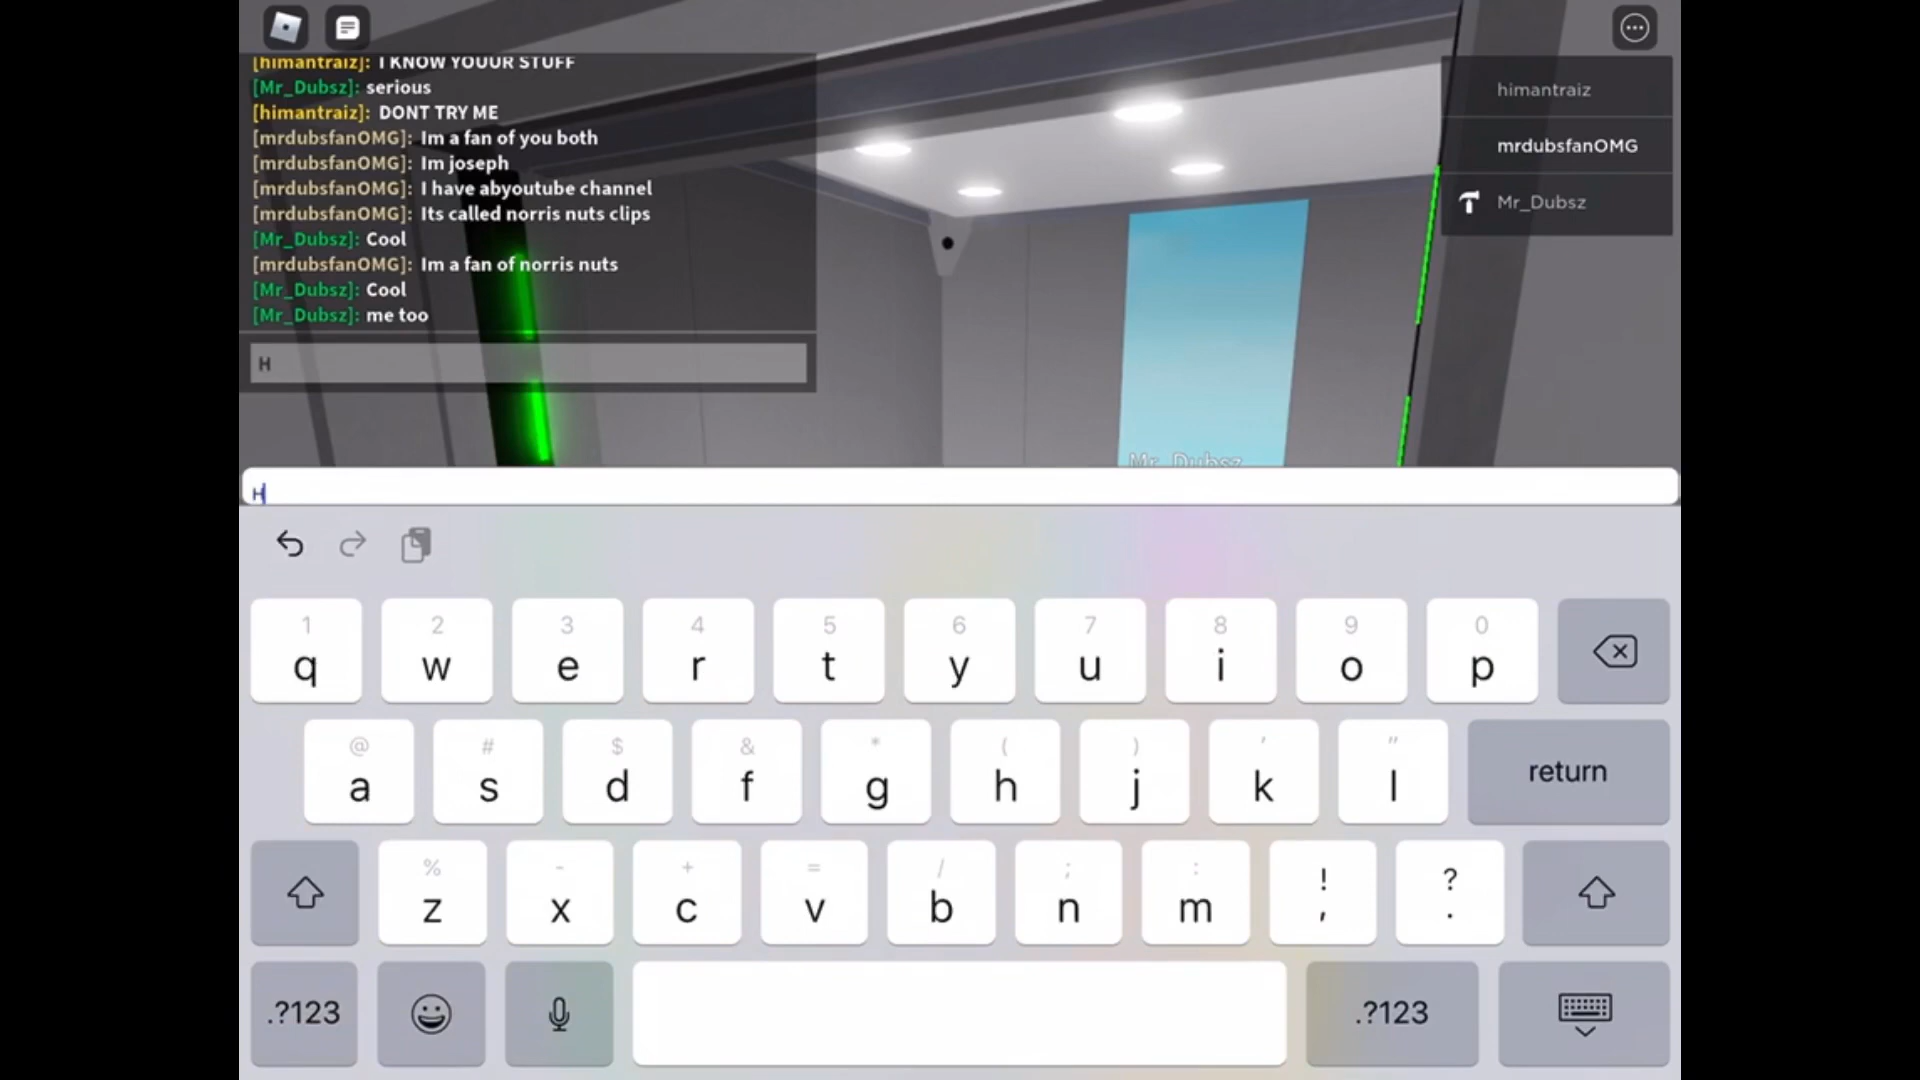 [himantraiz]: I KNOW YOUUR STUFF
[Mr_Dubsz]: serious
[himantraiz]: DONT TRY ME
[mrdubsfanOMG]: Im a fan of you both
[mrdubsfanOMG]: Im joseph
[mrdubsfanOMG]: I have abyoutube channel
[mrdubsfanOMG]: Its called norris nuts clips
[Mr_Dubsz]: Cool
[mrdubsfanOMG]: Im a fan of norris nuts
[Mr_Dubsz]: Cool
[Mr_Dubsz]: me too
H
himantraiz
mrdubsfanOMG
Mr_Dubsz
Mr_Dubsz
H
1 2 3 4 5 6 7 8 9 0
q w e r t y u i o p
@ # $ & * ( ) ' "
a s d f g h j k l return
% - + = / ; : ! ?
z x c v b n m , .
.?123 .?123